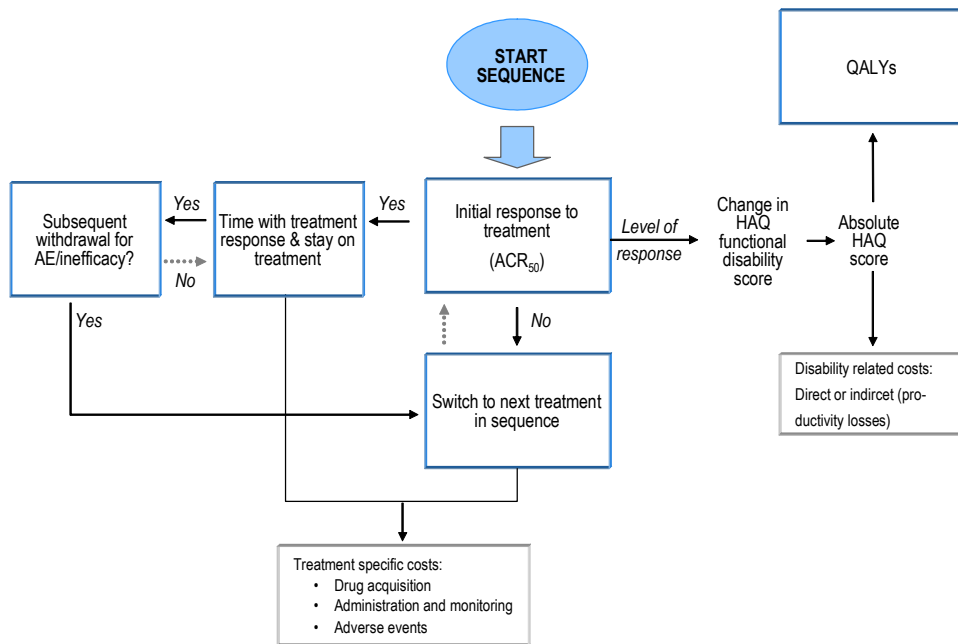 START
SEQUENCE
QALYs
Subsequent
withdrawal for
AE/inefficacy?
Yes
No
Time with treatment
response & stay on
treatment
Yes
Initial response to
treatment
(ACR50)
Level of
response
Change in
HAQ
functional
disability
score
Absolute
HAQ
score
Yes
No
Switch to next treatment
in sequence
Disability related costs:
Direct or indircet (pro-
ductivity losses)
Treatment specific costs:
• Drug acquisition
• Administration and monitoring
• Adverse events